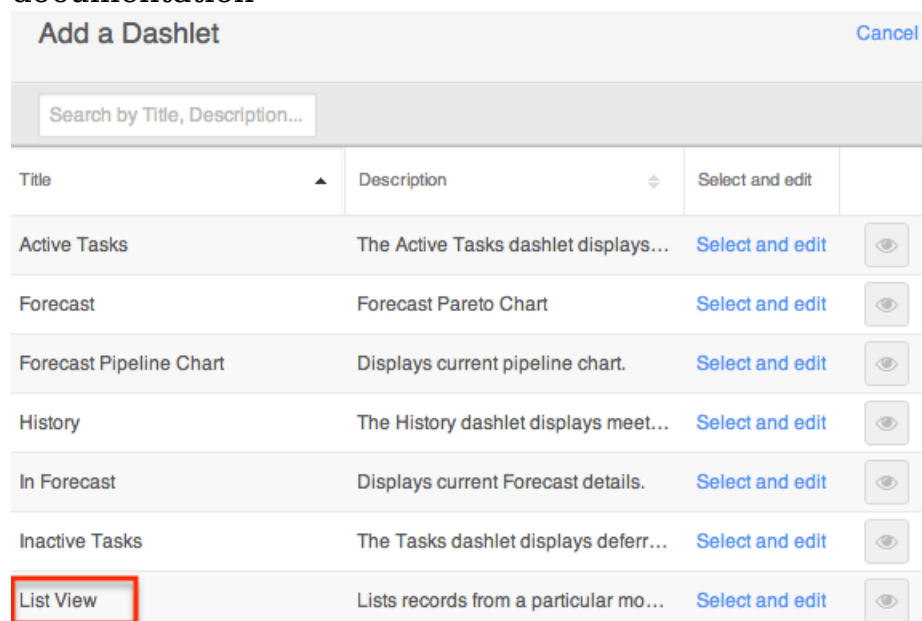 documentation
Add a Dashlet Cancel
Search by Title, Description...
Title Description Select and edit
Active Tasks The Active Tasks dashlet displays... Select and edit
Forecast Forecast Pareto Chart Select and edit
Forecast Pipeline Chart Displays current pipeline chart. Select and edit
History The History dashlet displays meet... Select and edit
In Forecast Displays current Forecast details. Select and edit
Inactive Tasks The Tasks dashlet displays deferr... Select and edit
List View Lists records from a particular mo... Select and edit